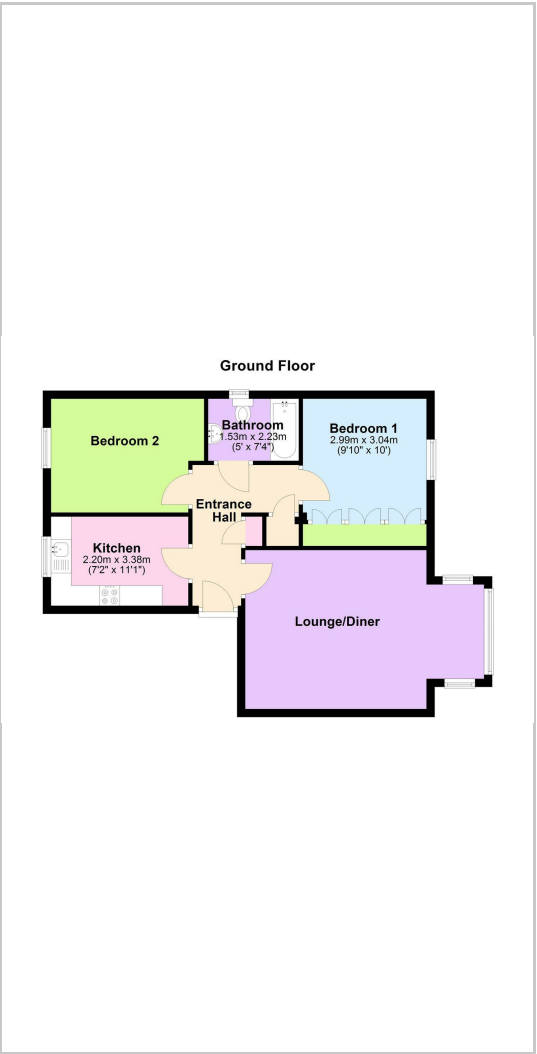 Ground Floor
Bathroom
1.53m x 2.23m
(5' x 7'4")
Bedroom 1
2.99m x 3.04m
(9'10" x 10')
Bedroom 2
Entrance
Hall
Kitchen
2.20m x 3.38m
(7'2" x 11'1")
Lounge/Diner